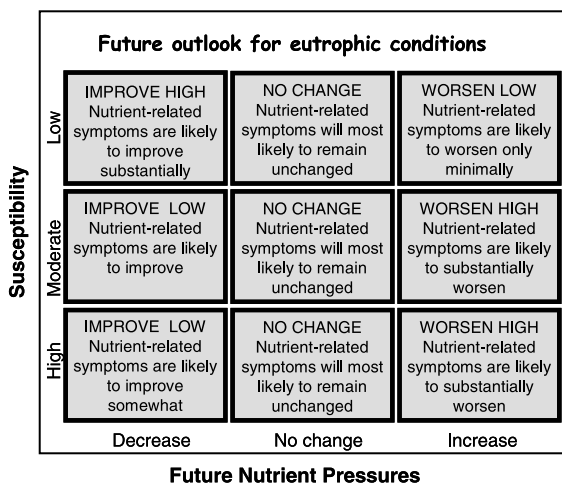 Future outlook for eutrophic conditions
Susceptibility
Low
IMPROVE HIGH
Nutrient-related
symptoms are likely
to improve
substantially
NO CHANGE
Nutrient-related
symptoms will most
likely to remain
unchanged
WORSEN LOW
Nutrient-related
symptoms are likely
to worsen only
minimally
Moderate
IMPROVE LOW
Nutrient-related
symptoms are likely
to improve
NO CHANGE
Nutrient-related
symptoms will most
likely to remain
unchanged
WORSEN HIGH
Nutrient-related
symptoms are likely
to substantially
worsen
High
IMPROVE LOW
Nutrient-related
symptoms are likely
to improve
somewhat
NO CHANGE
Nutrient-related
symptoms will most
likely to remain
unchanged
WORSEN HIGH
Nutrient-related
symptoms are likely
to substantially
worsen
Decrease
No change
Increase
Future Nutrient Pressures